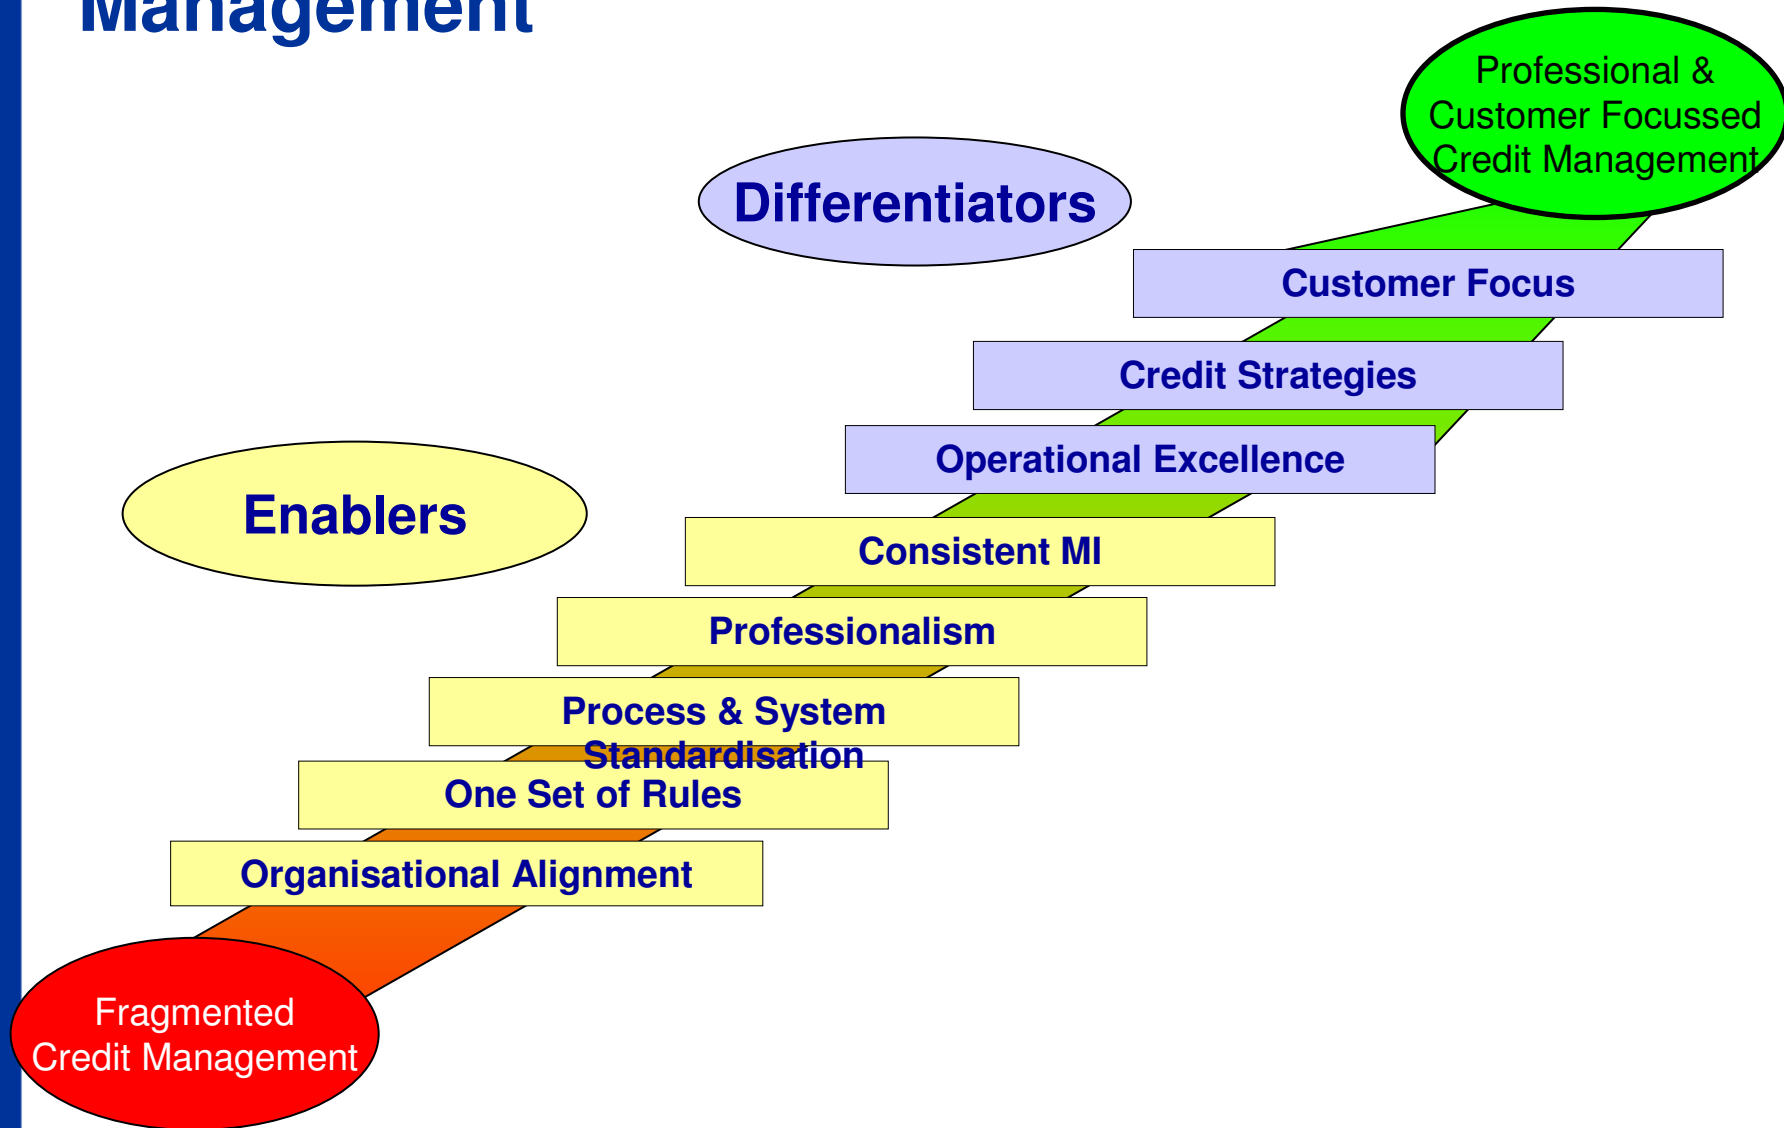 Management
Professional &
Customer Focussed
Credit Management
Differentiators
Customer Focus
Credit Strategies
Operational Excellence
Enablers
Consistent MI
Professionalism
Process & System
Standardisation
One Set of Rules
Organisational Alignment
Fragmented
Credit Management